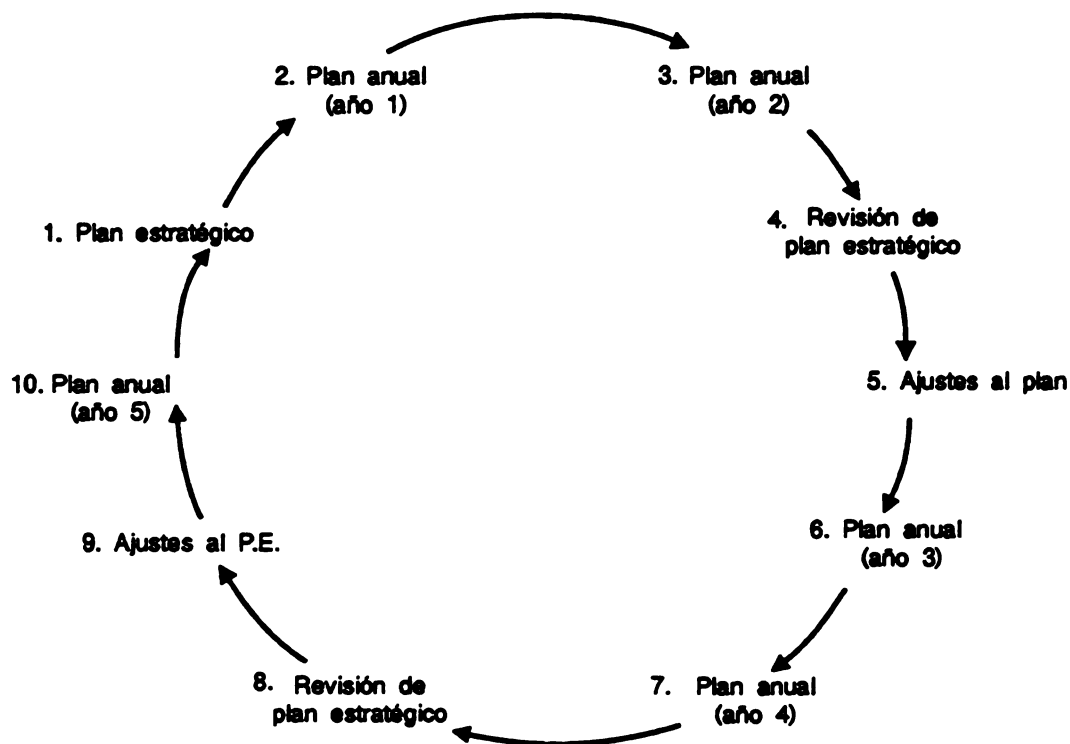 1. Plan estratégico
2. Plan anual
(año 1)
3. Plan anual
(año 2)
4. Revisión de
plan estratégico
5. Ajustes al plan
6. Plan anual
(año 3)
7. Plan anual
(año 4)
8. Revisión de
plan estratégico
9. Ajustes al P.E.
10. Plan anual
(año 5)